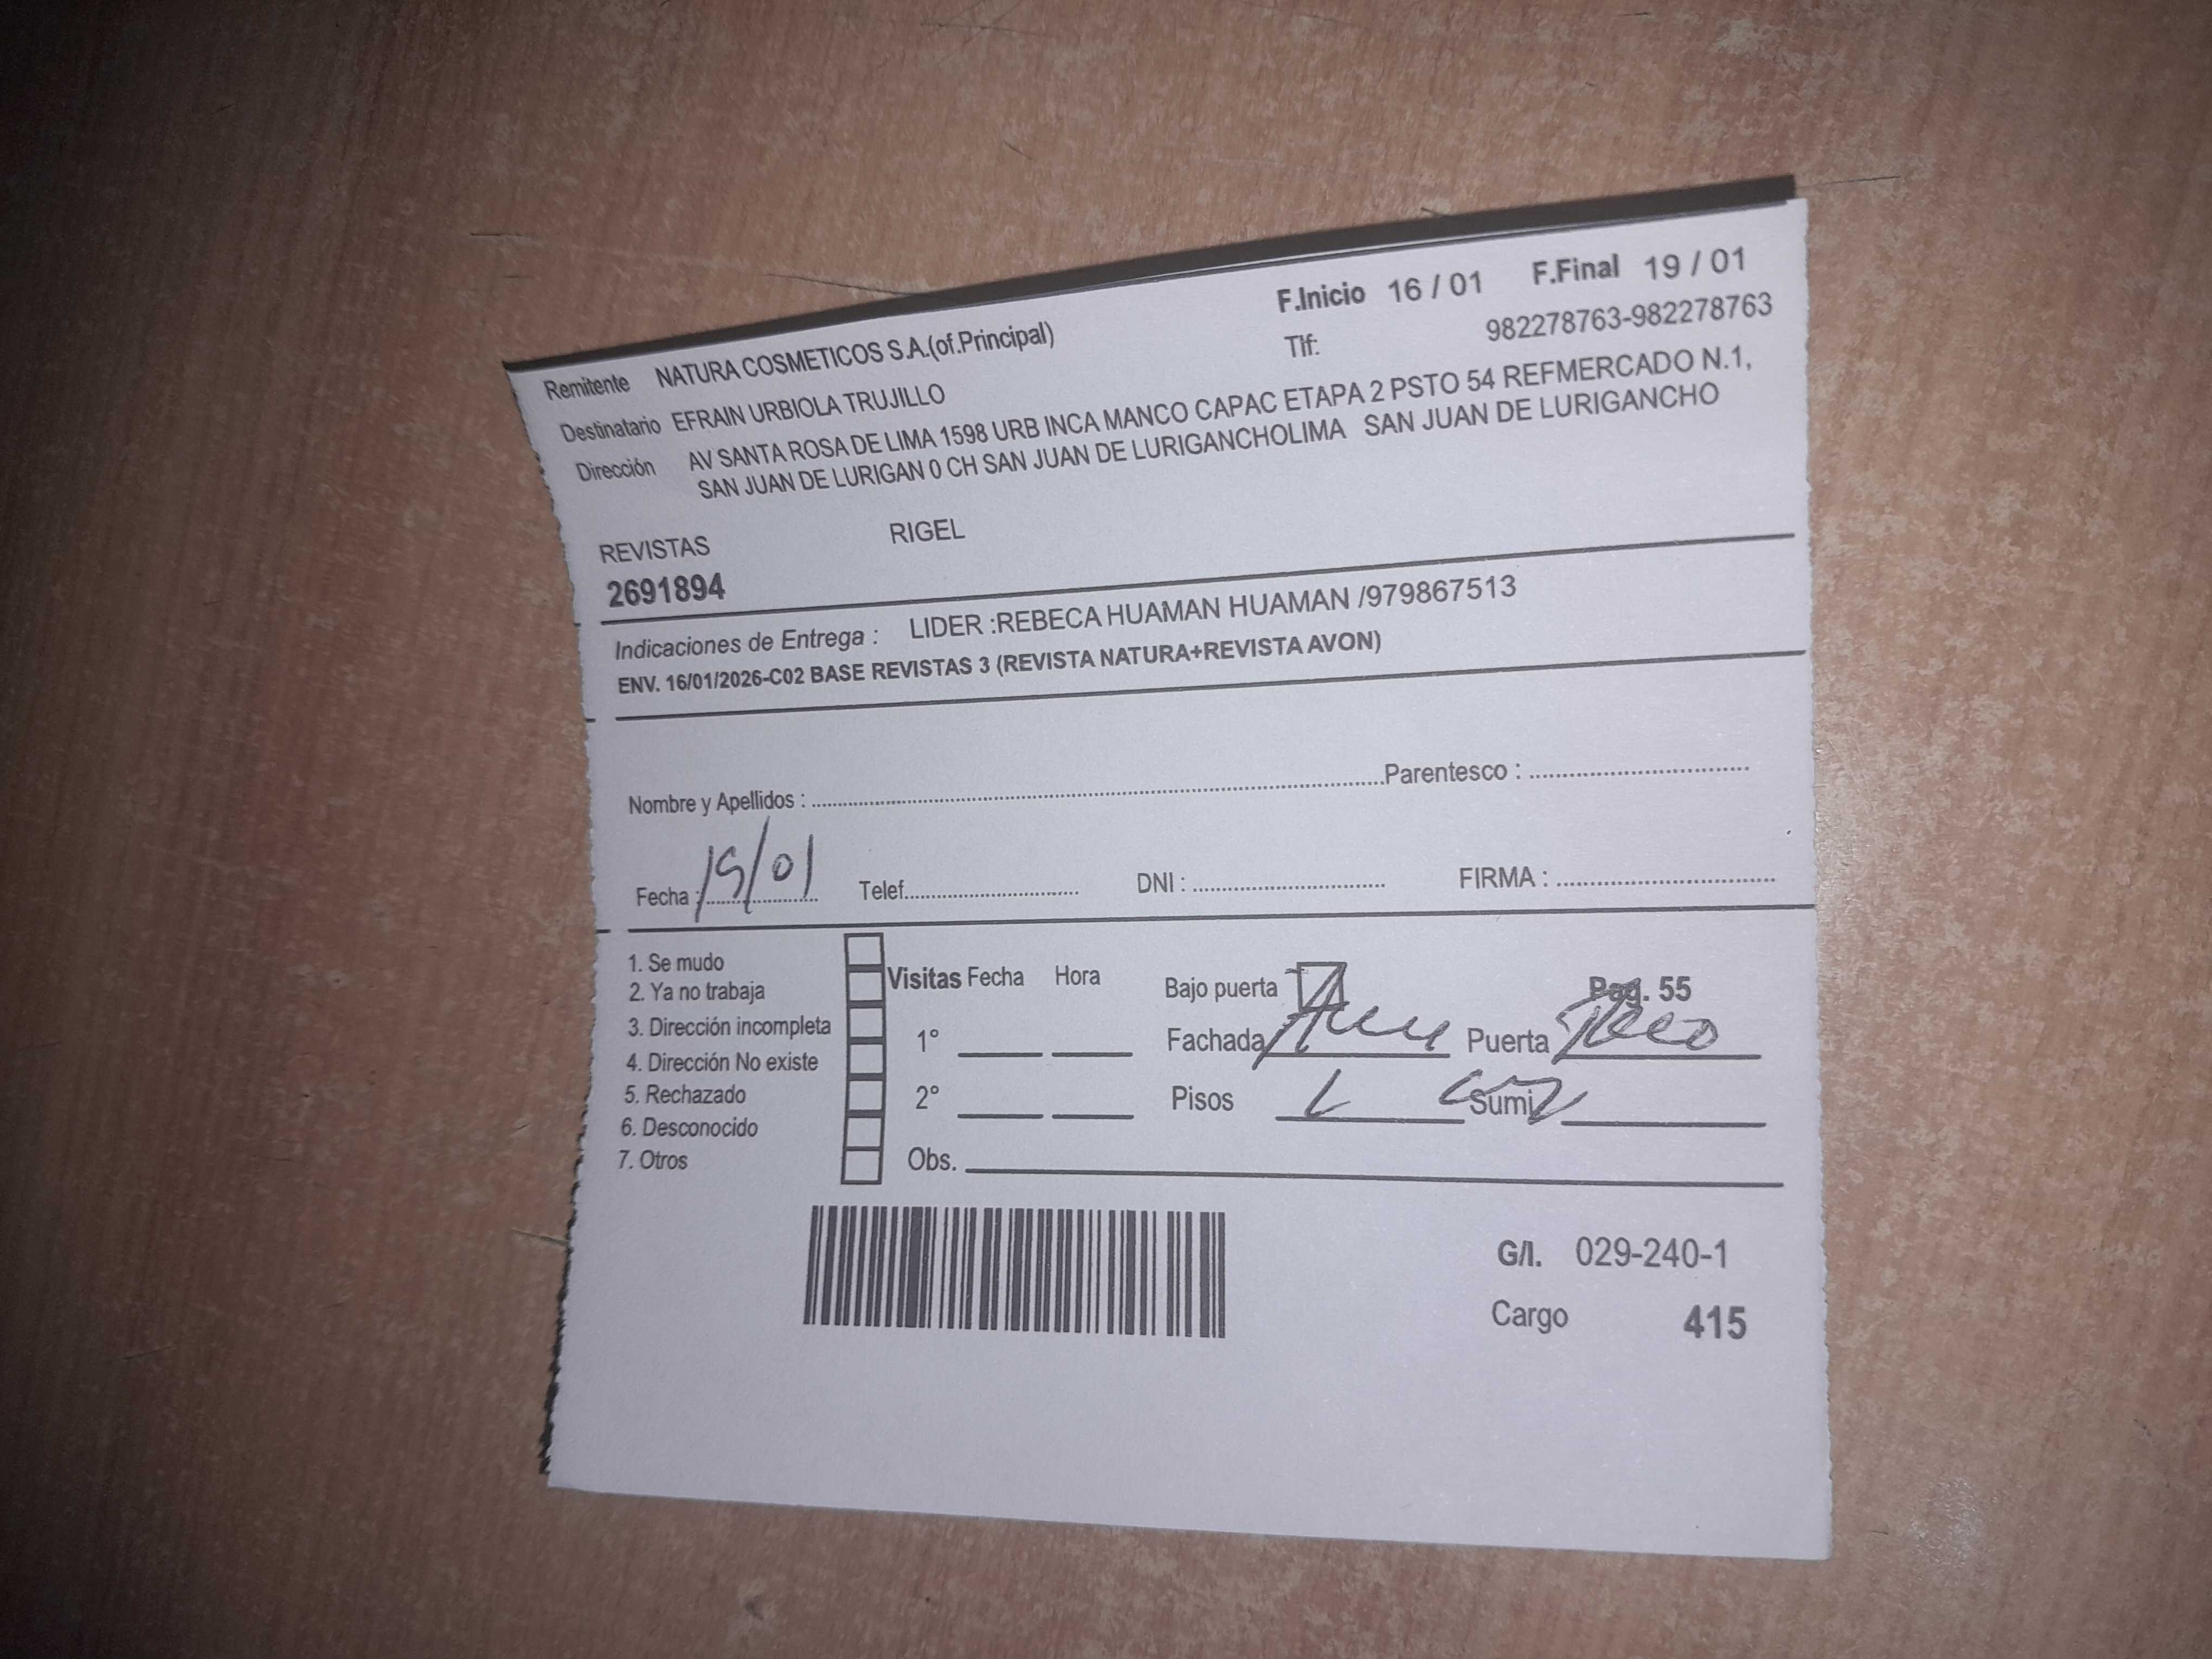 F.Inicio 16 / 01 F.Final 19 / 01
Remitente NATURA COSMETICOS S.A.(of.Principal) Tlf: 982278763-982278763
Destinatario EFRAIN URBIOLA TRUJILLO
Dirección AV SANTA ROSA DE LIMA 1598 URB INCA MANCO CAPAC ETAPA 2 PSTO 54 REFMERCADO N.1,
SAN JUAN DE LURIGAN 0 CH SAN JUAN DE LURIGANCHOLIMA SAN JUAN DE LURIGANCHO
REVISTAS RIGEL
2691894
Indicaciones de Entrega : LIDER :REBECA HUAMAN HUAMAN /979867513
ENV. 16/01/2026-C02 BASE REVISTAS 3 (REVISTA NATURA+REVISTA AVON)
Nombre y Apellidos : Parentesco :
Fecha : /01 Telef. DNI : FIRMA :
1. Se mudo
2. Ya no trabaja
3. Dirección incompleta
4. Dirección No existe
5. Rechazado
6. Desconocido
7. Otros
Visitas Fecha Hora
1°
2°
Obs.
Bajo puerta Pag. 55
Fachada Puerta
Pisos Sumi
G/I. 029-240-1
Cargo 415